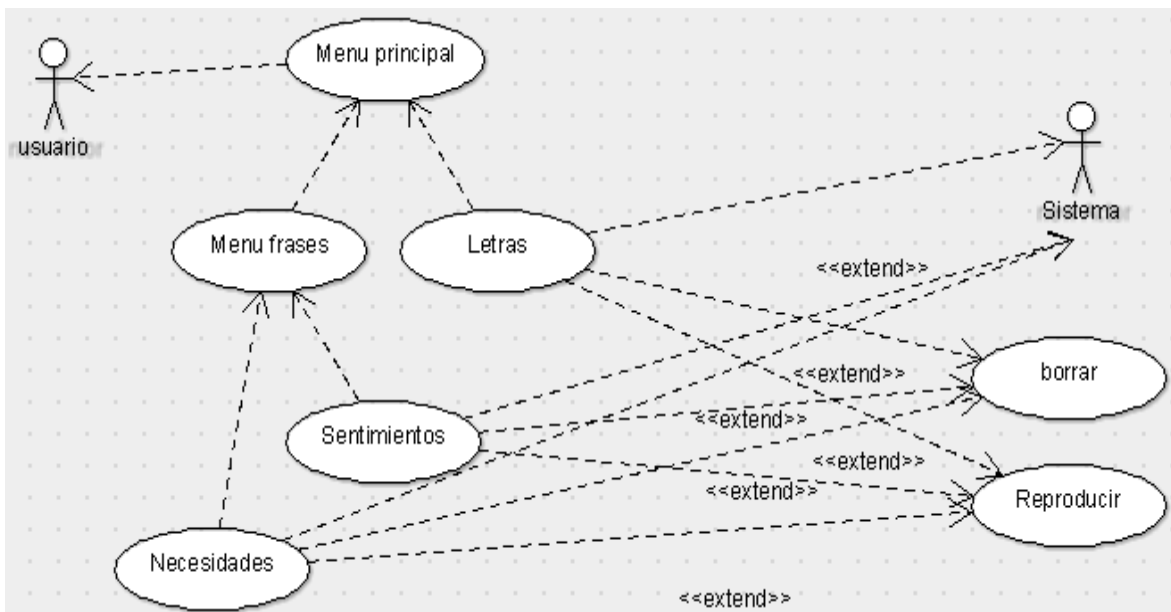 Menu principal
usuario
Sistema
Menu frases
Letras
<<extend>>
borrar
<<extend>>
<<extend>>
Sentimientos
<<extend>>
<<extend>>
Reproducir
Necesidades
<<extend>>